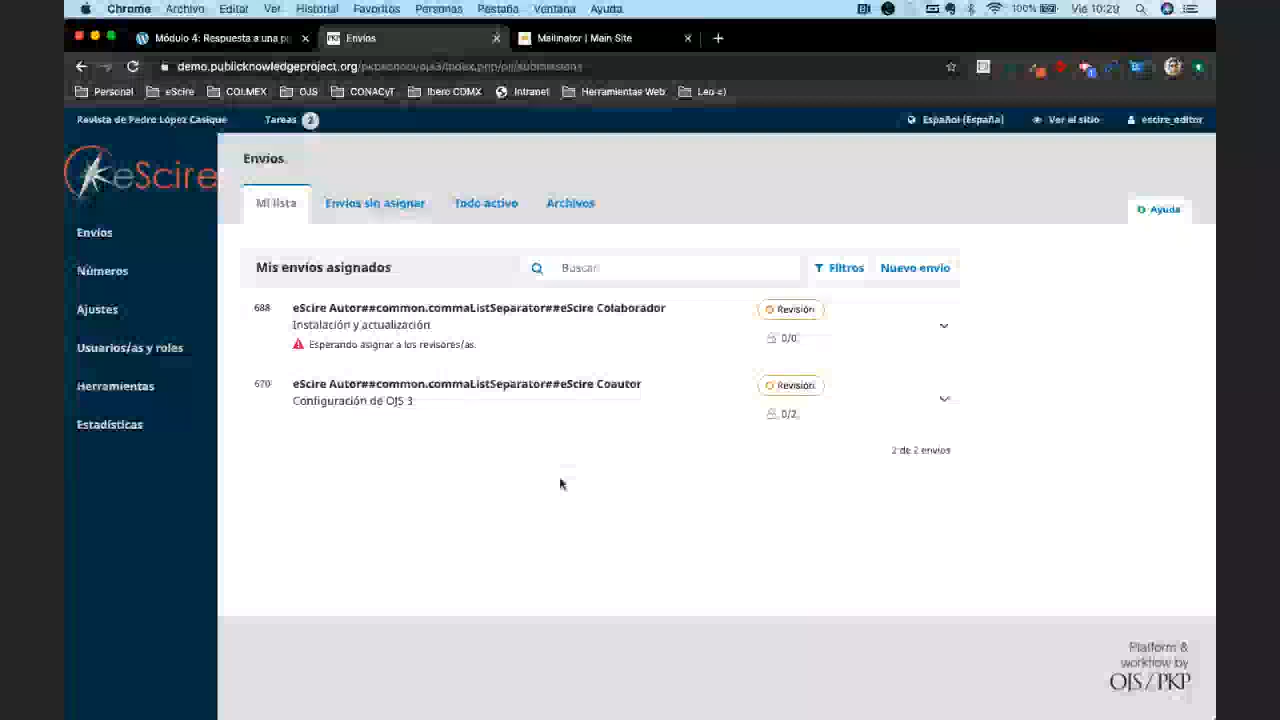 Chrome Archivo Editar Ver Historial Favoritos Personas Pestaña Ventana Ayuda 100% Vie 10:29
Módulo 4: Respuesta a una p
Envíos
Mailinator | Main Site
demo.publicknowledgeproject.org/pkpschool/ojs3/index.php/plj/submissions
Personal eScire COLMEX OJS CONACyT Ibero CDMX Intranet Herramientas Web Leo =)
Revista de Pedro López Casique Tareas 2 Español (España) Ver el sitio escire_editor
eScire
Envíos
Números
Ajustes
Usuarios/as y roles
Herramientas
Estadísticas
Envíos
Mi lista Envíos sin asignar Todo activo Archivos Ayuda
Mis envíos asignados Buscar Filtros Nuevo envío
688 eScire Autor##common.commaListSeparator##eScire Colaborador Revisión
Instalación y actualización
0/0
Esperando asignar a los revisores/as.
670 eScire Autor##common.commaListSeparator##eScire Coautor Revisión
Configuración de OJS 3
0/2
2 de 2 envíos
Platform &
workflow by
OJS / PKP